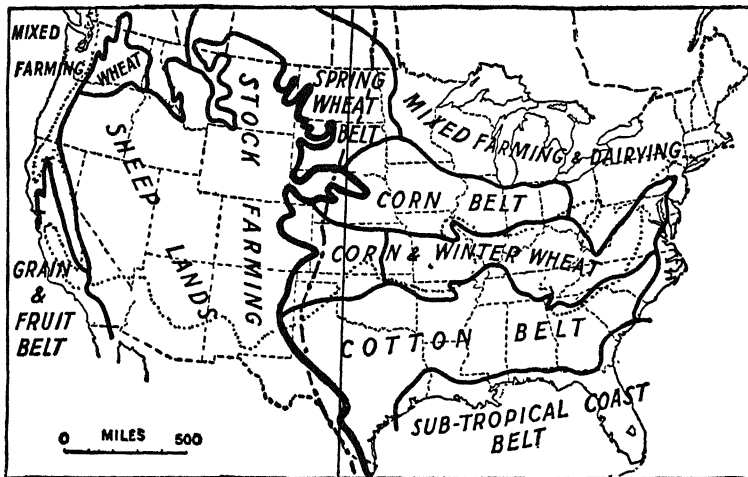 MIXED
FARMING
WHEAT
SPRING
WHEAT
BELT
MIXED FARMING & DAIRYING
STOCK
FARMING
SHEEP
LANDS
CORN BELT
CORN & WINTER WHEAT
GRAIN
&
FRUIT
BELT
COTTON BELT
SUB-TROPICAL COAST
BELT
0 MILES 500